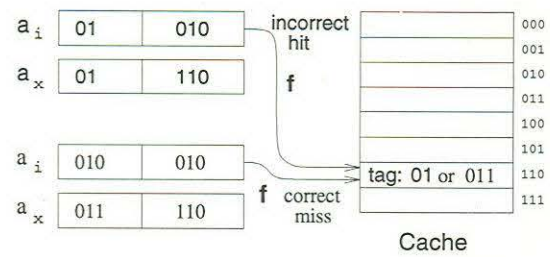 a i 01 010
a x 01 110
incorrect
hit
f
a i 010 010
a x 011 110
f correct
miss
000
001
010
011
100
101
tag: 01 or 011 110
111
Cache